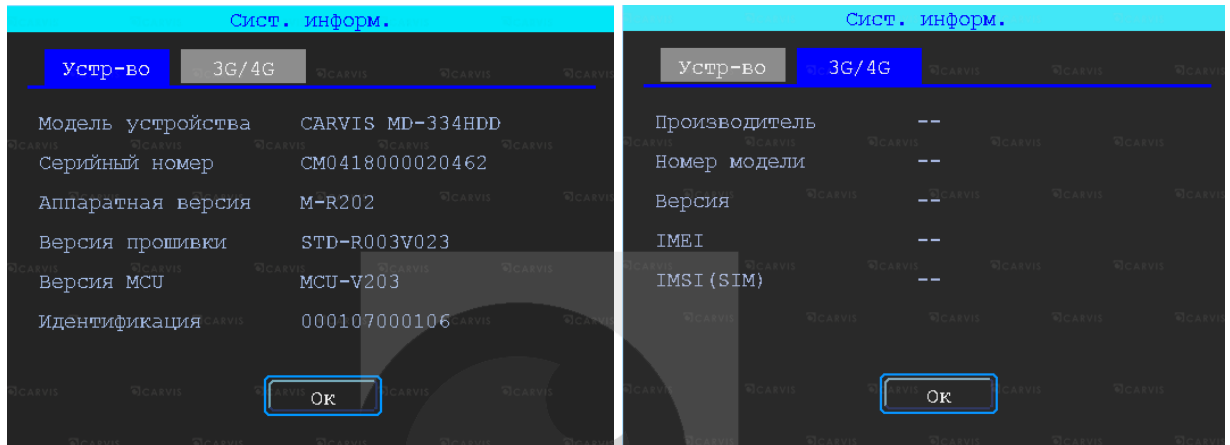 Сист. информ.
Устр-во 3G/4G
Модель устройства CARVIS MD-334HDD
Серийный номер CM0418000020462
Аппаратная версия M-R202
Версия прошивки STD-R003V023
Версия MCU MCU-V203
Идентификация 000107000106
Ок
Сист. информ.
Устр-во 3G/4G
Производитель --
Номер модели --
Версия --
IMEI --
IMSI(SIM) --
Ок